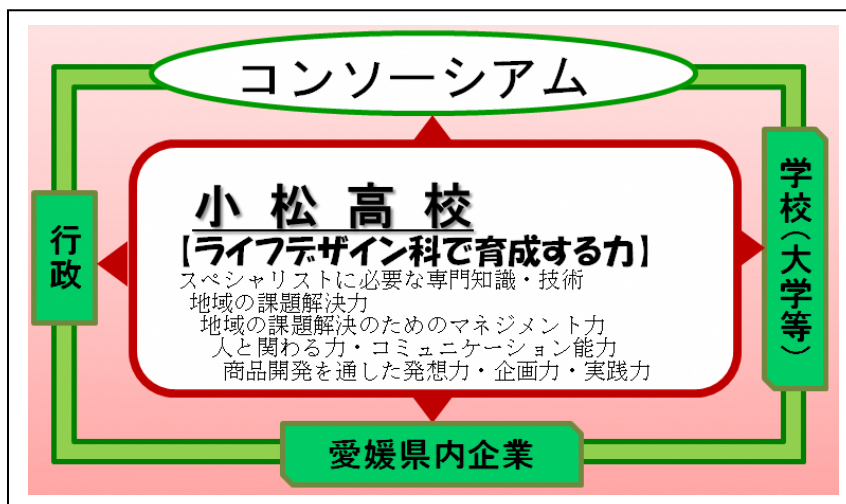 コンソーシアム
行政
小松高校
【ライフデザイン科で育成する力】
スペシャリストに必要な専門知識・技術
地域の課題解決力
地域の課題解決のためのマネジメント力
人と関わる力・コミュニケーション能力
商品開発を通した発想力・企画力・実践力
学校(大学等)
愛媛県内企業